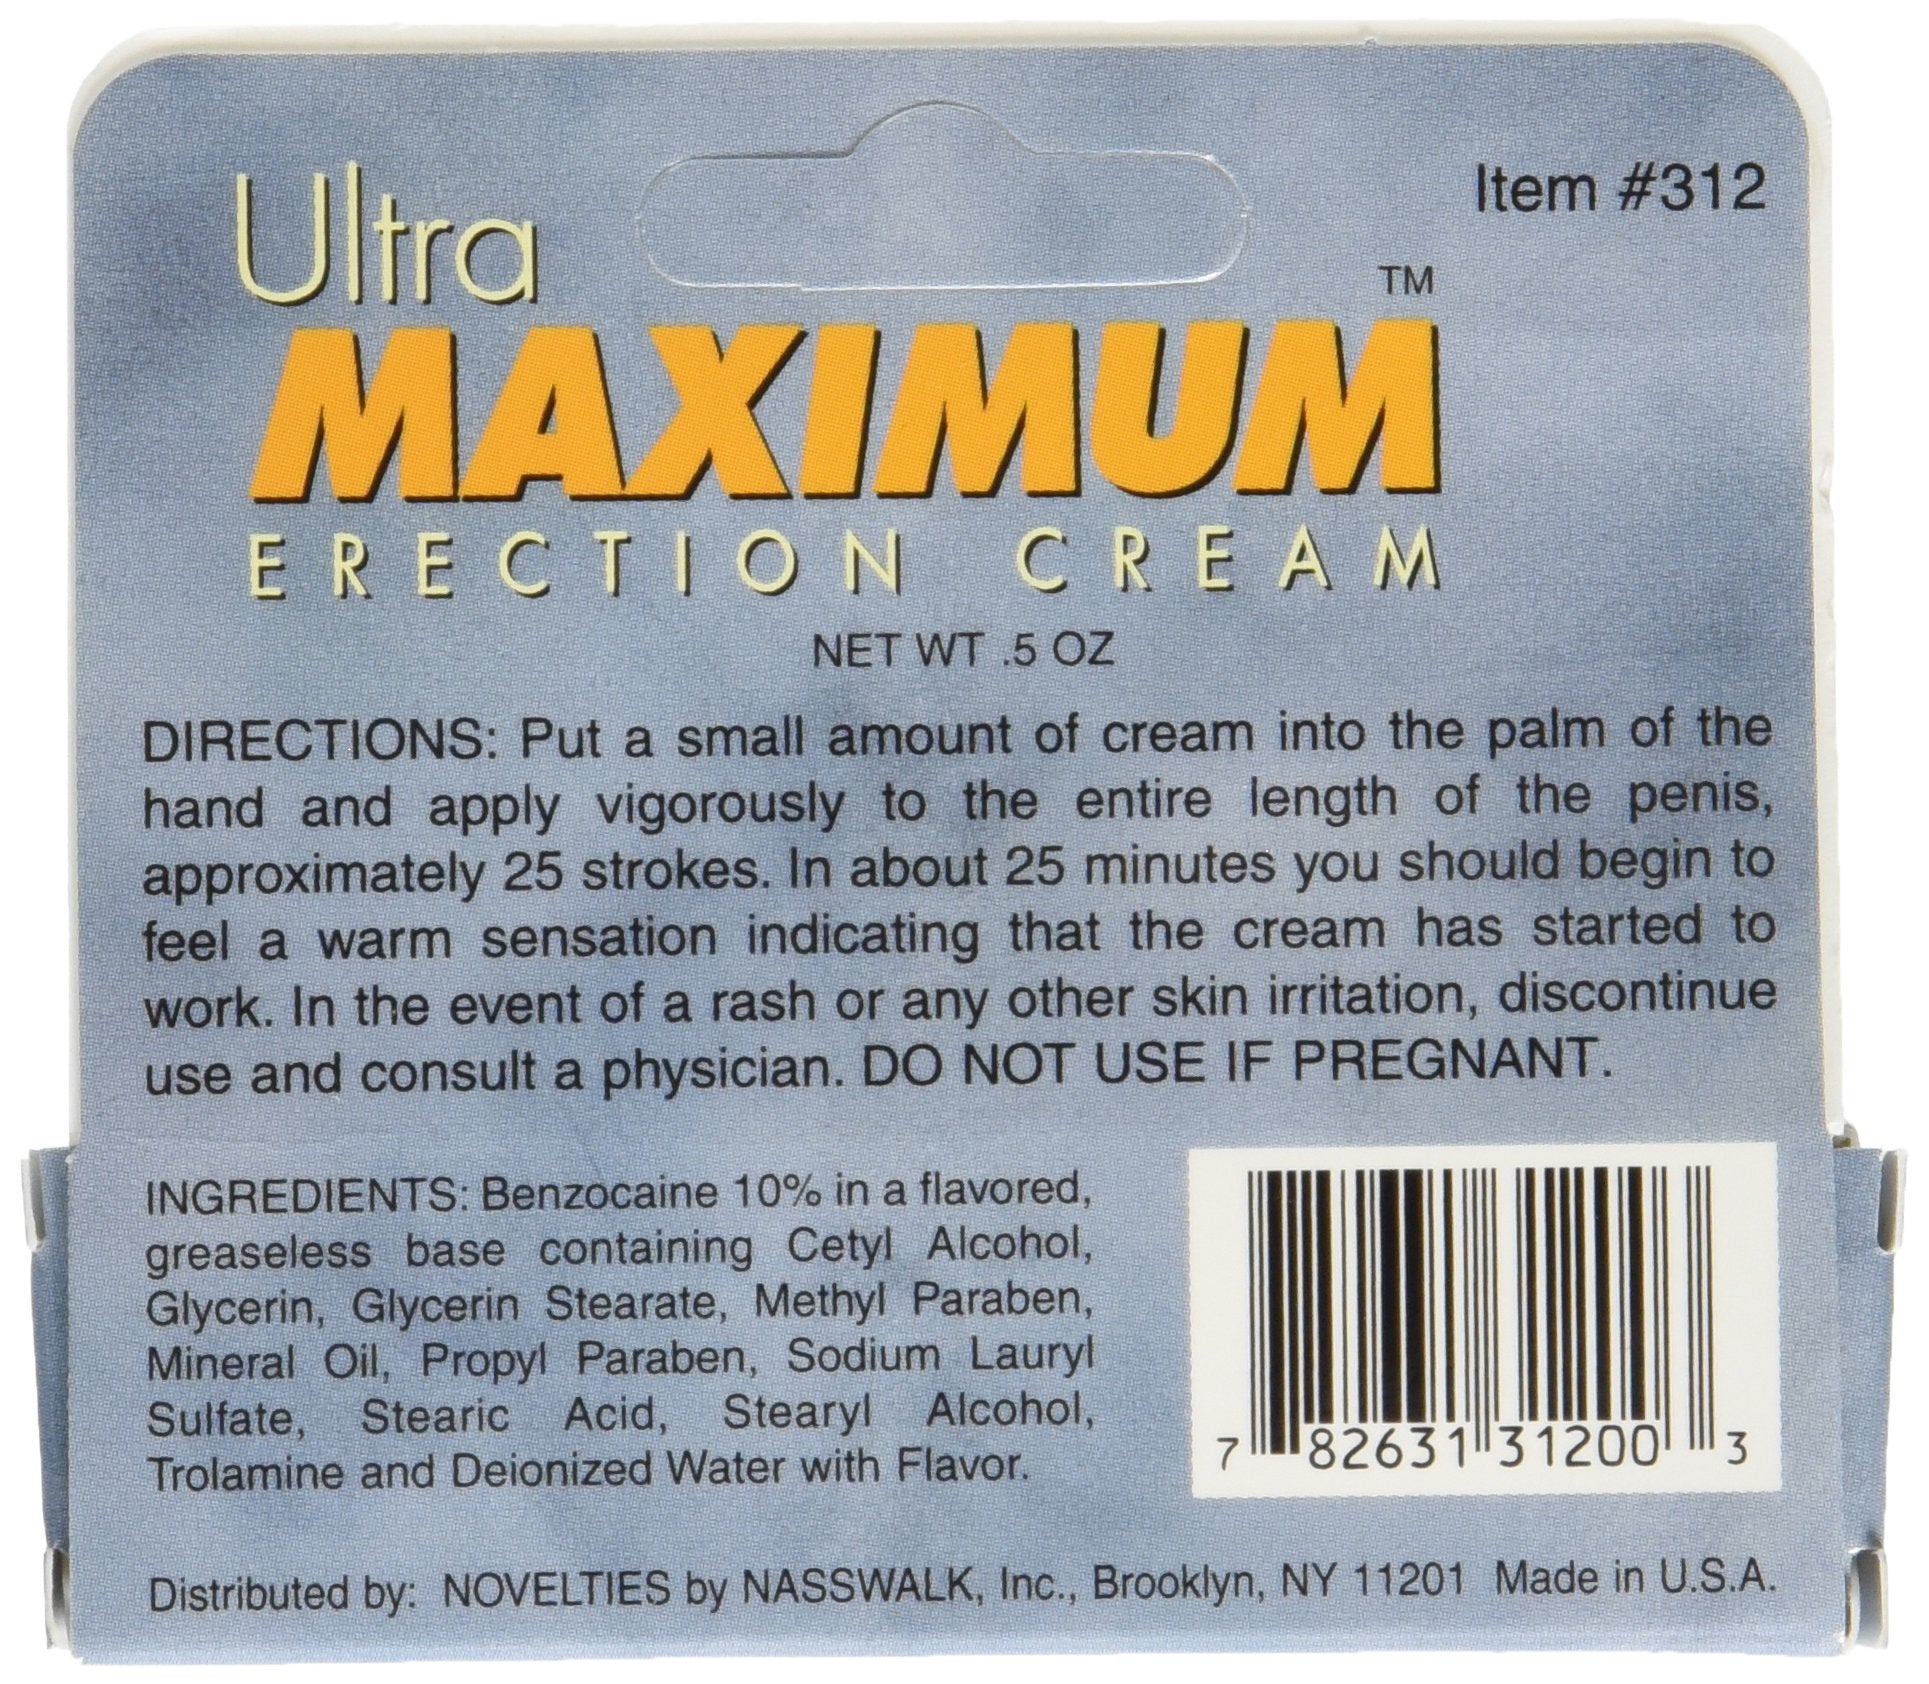 Item #312
Ultra
MAXIMUM™
ERECTION CREAM
NET WT .5 OZ
DIRECTIONS: Put a small amount of cream into the palm of the
hand and apply vigorously to the entire length of the penis,
approximately 25 strokes. In about 25 minutes you should begin to
feel a warm sensation indicating that the cream has started to
work. In the event of a rash or any other skin irritation, discontinue
use and consult a physician. DO NOT USE IF PREGNANT.
INGREDIENTS: Benzocaine 10% in a flavored,
greaseless base containing Cetyl Alcohol,
Glycerin, Glycerin Stearate, Methyl Paraben,
Mineral Oil, Propyl Paraben, Sodium Lauryl
Sulfate, Stearic Acid, Stearyl Alcohol,
Trolamine and Deionized Water with Flavor.
7 82631 31200 3
Distributed by: NOVELTIES by NASSWALK, Inc., Brooklyn, NY 11201 Made in U.S.A.